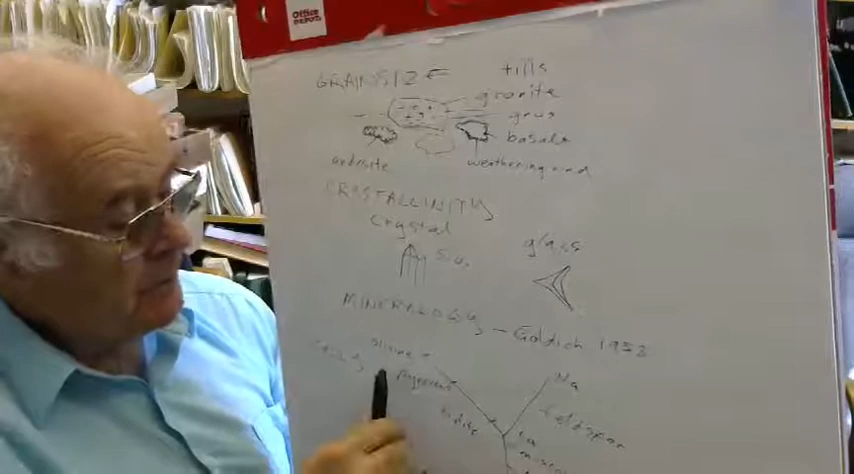 Office DEPOT
GRAINSIZE tills
granite
grus
basalt
andesite weathering rind
CRYSTALLINITY
Crystal
glass
MINERALOGY - Goldich 1938
olivine
pyroxene Na
biotite feldspar